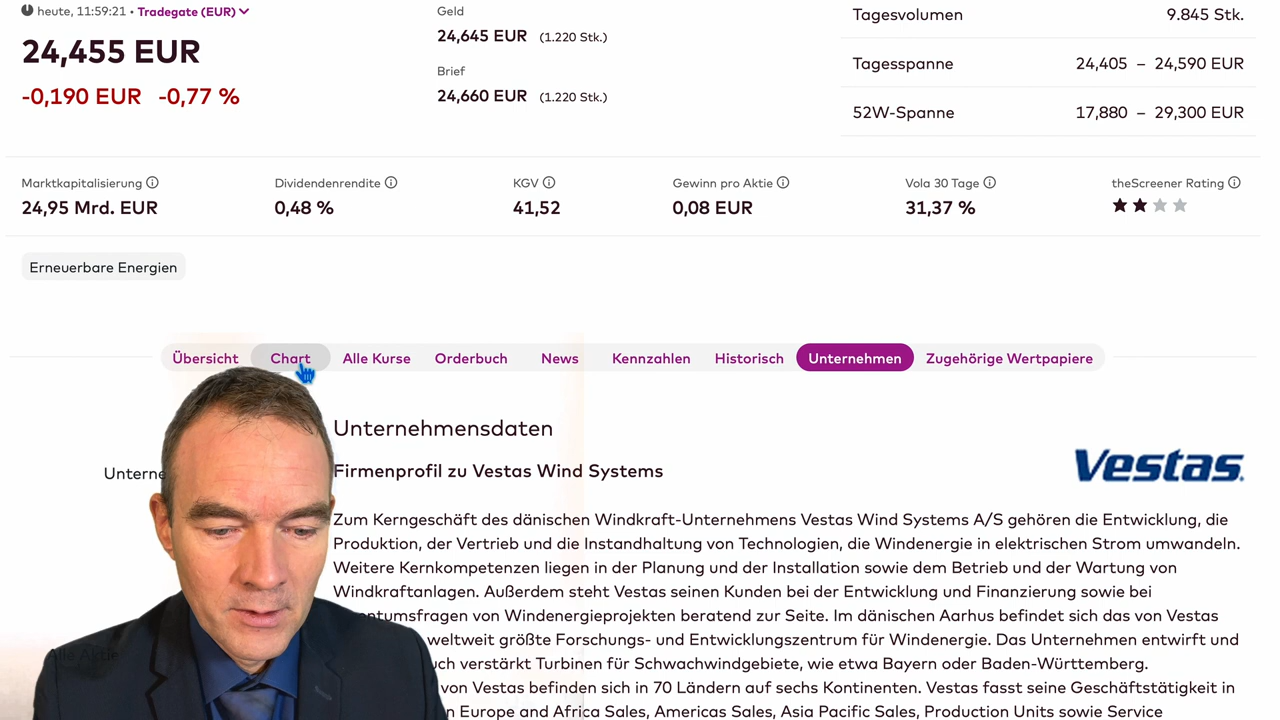 heute, 11:59:21 • Tradegate (EUR)
24,455 EUR
-0,190 EUR -0,77 %
Geld
24,645 EUR (1.220 Stk.)
Brief
24,660 EUR (1.220 Stk.)
Tagesvolumen 9.845 Stk.
Tagesspanne 24,405 – 24,590 EUR
52W-Spanne 17,880 – 29,300 EUR
Marktkapitalisierung
24,95 Mrd. EUR
Dividendenrendite
0,48 %
KGV
41,52
Gewinn pro Aktie
0,08 EUR
Vola 30 Tage
31,37 %
theScreener Rating
Erneuerbare Energien
Übersicht Chart Alle Kurse Orderbuch News Kennzahlen Historisch Unternehmen Zugehörige Wertpapiere
Unternehmensdaten
Firmenprofil zu Vestas Wind Systems
Vestas.
Zum Kerngeschäft des dänischen Windkraft-Unternehmens Vestas Wind Systems A/S gehören die Entwicklung, die
Produktion, der Vertrieb und die Instandhaltung von Technologien, die Windenergie in elektrischen Strom umwandeln.
Weitere Kernkompetenzen liegen in der Planung und der Installation sowie dem Betrieb und der Wartung von
Windkraftanlagen. Außerdem steht Vestas seinen Kunden bei der Entwicklung und Finanzierung sowie bei
von Windenergieprojekten beratend zur Seite. Im dänischen Aarhus befindet sich das von Vestas
weltweit größte Forschungs- und Entwicklungszentrum für Windenergie. Das Unternehmen entwirft und
verstärkt Turbinen für Schwachwindgebiete, wie etwa Bayern oder Baden-Württemberg.
von Vestas befinden sich in 70 Ländern auf sechs Kontinenten. Vestas fasst seine Geschäftstätigkeit in
Europe and Africa Sales, Americas Sales, Asia Pacific Sales, Production Units sowie Service
Alle Aktie